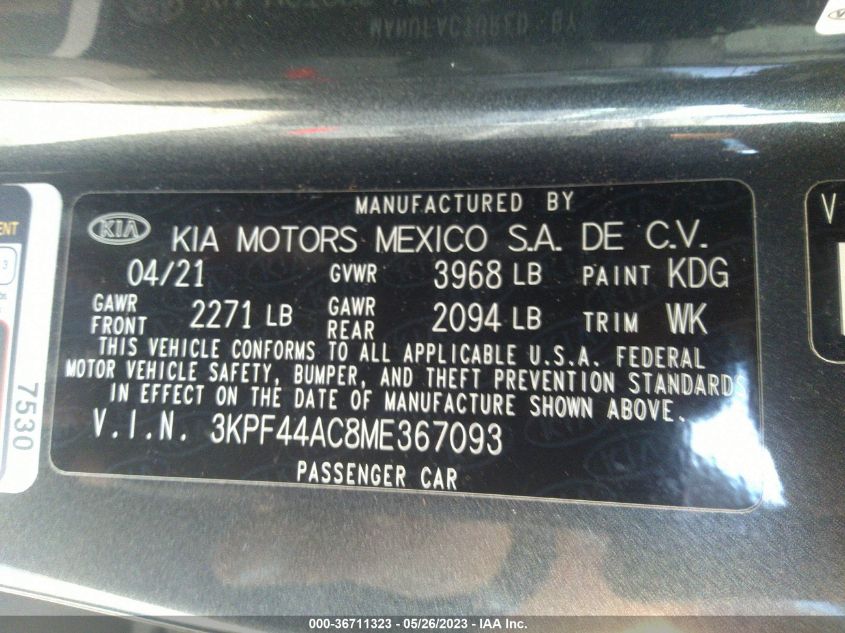 MANUFACTURED BY
KIA KIA MOTORS MEXICO S.A. DE C.V.
04/21 GVWR 3968 LB PAINT KDG
GAWR FRONT 2271 LB GAWR REAR 2094 LB TRIM WK
THIS VEHICLE CONFORMS TO ALL APPLICABLE U.S.A. FEDERAL
MOTOR VEHICLE SAFETY, BUMPER, AND THEFT PREVENTION STANDARDS
IN EFFECT ON THE DATE OF MANUFACTURE SHOWN ABOVE.
V.I.N. 3KPF44AC8ME367093
PASSENGER CAR
7530
V
000-36711323 - 05/26/2023 - IAA Inc.